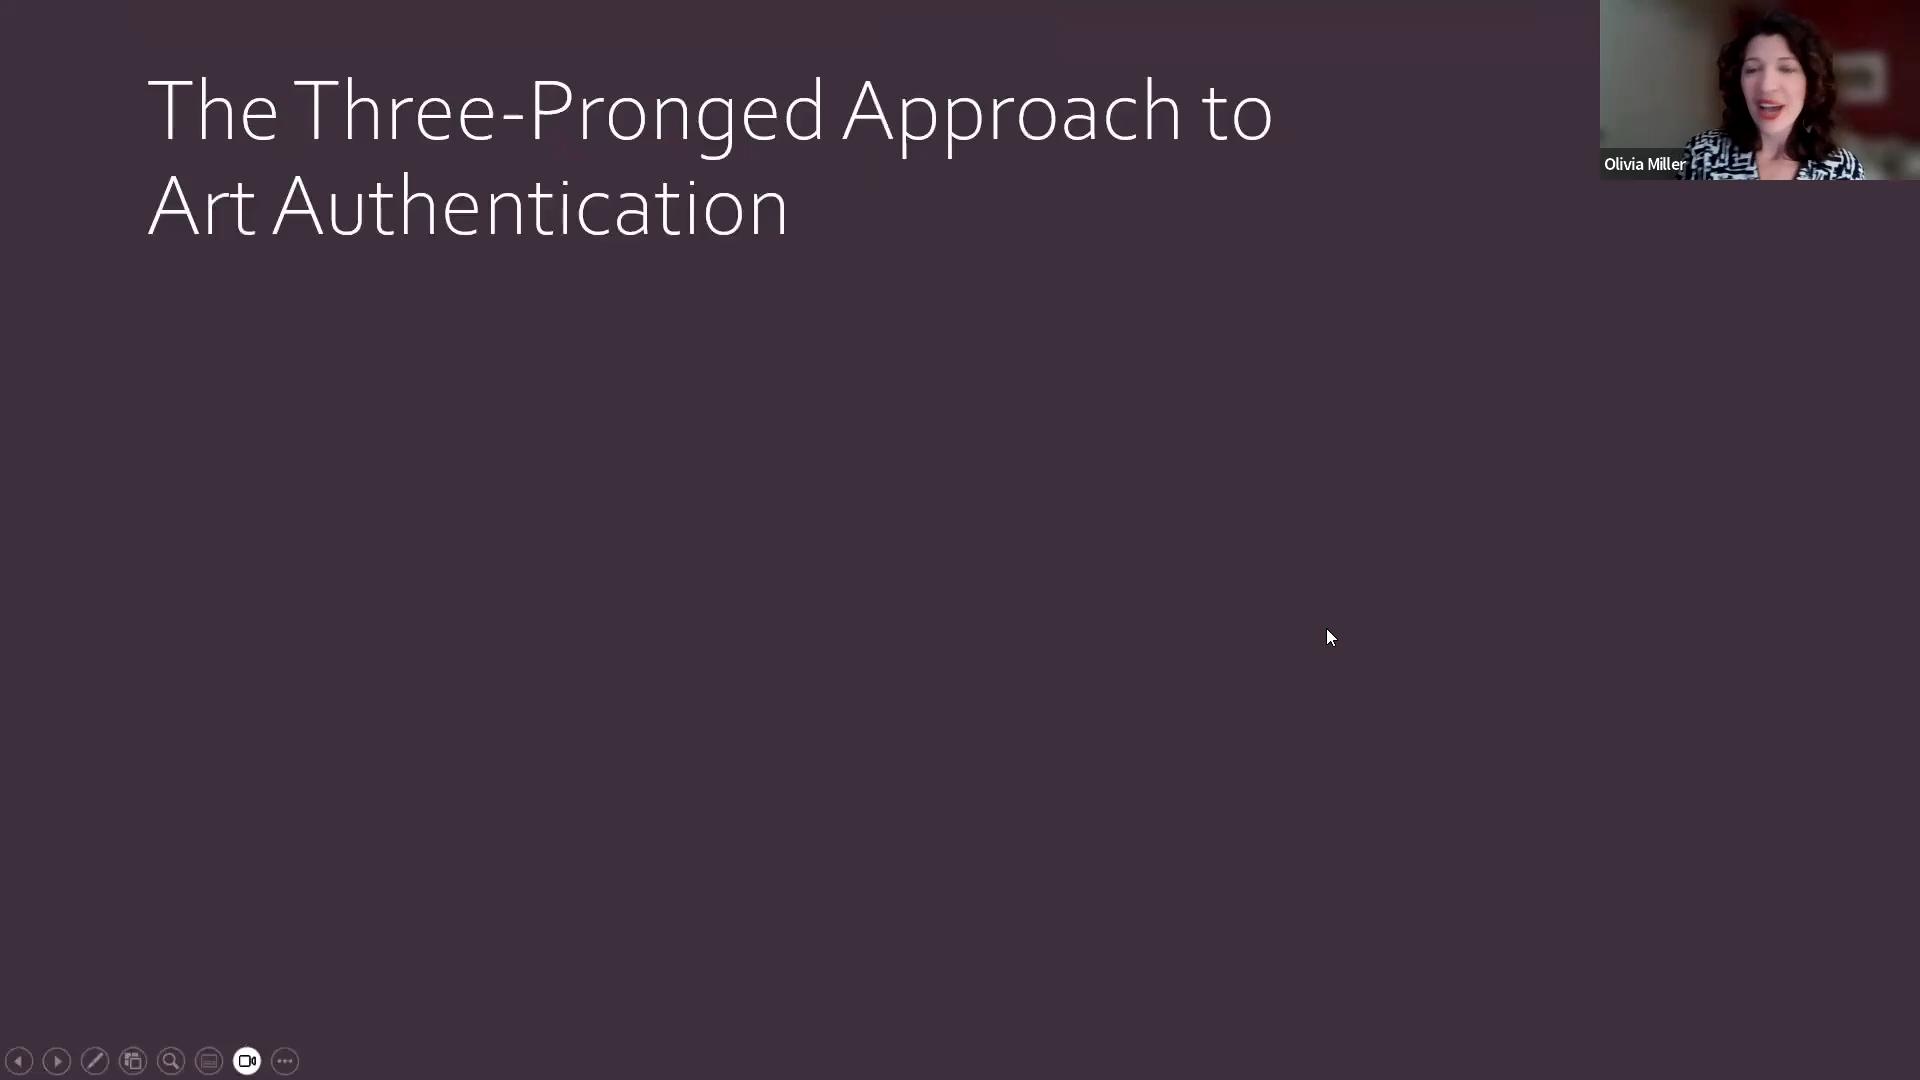 The Three-Pronged Approach to
Art Authentication
Olivia Miller